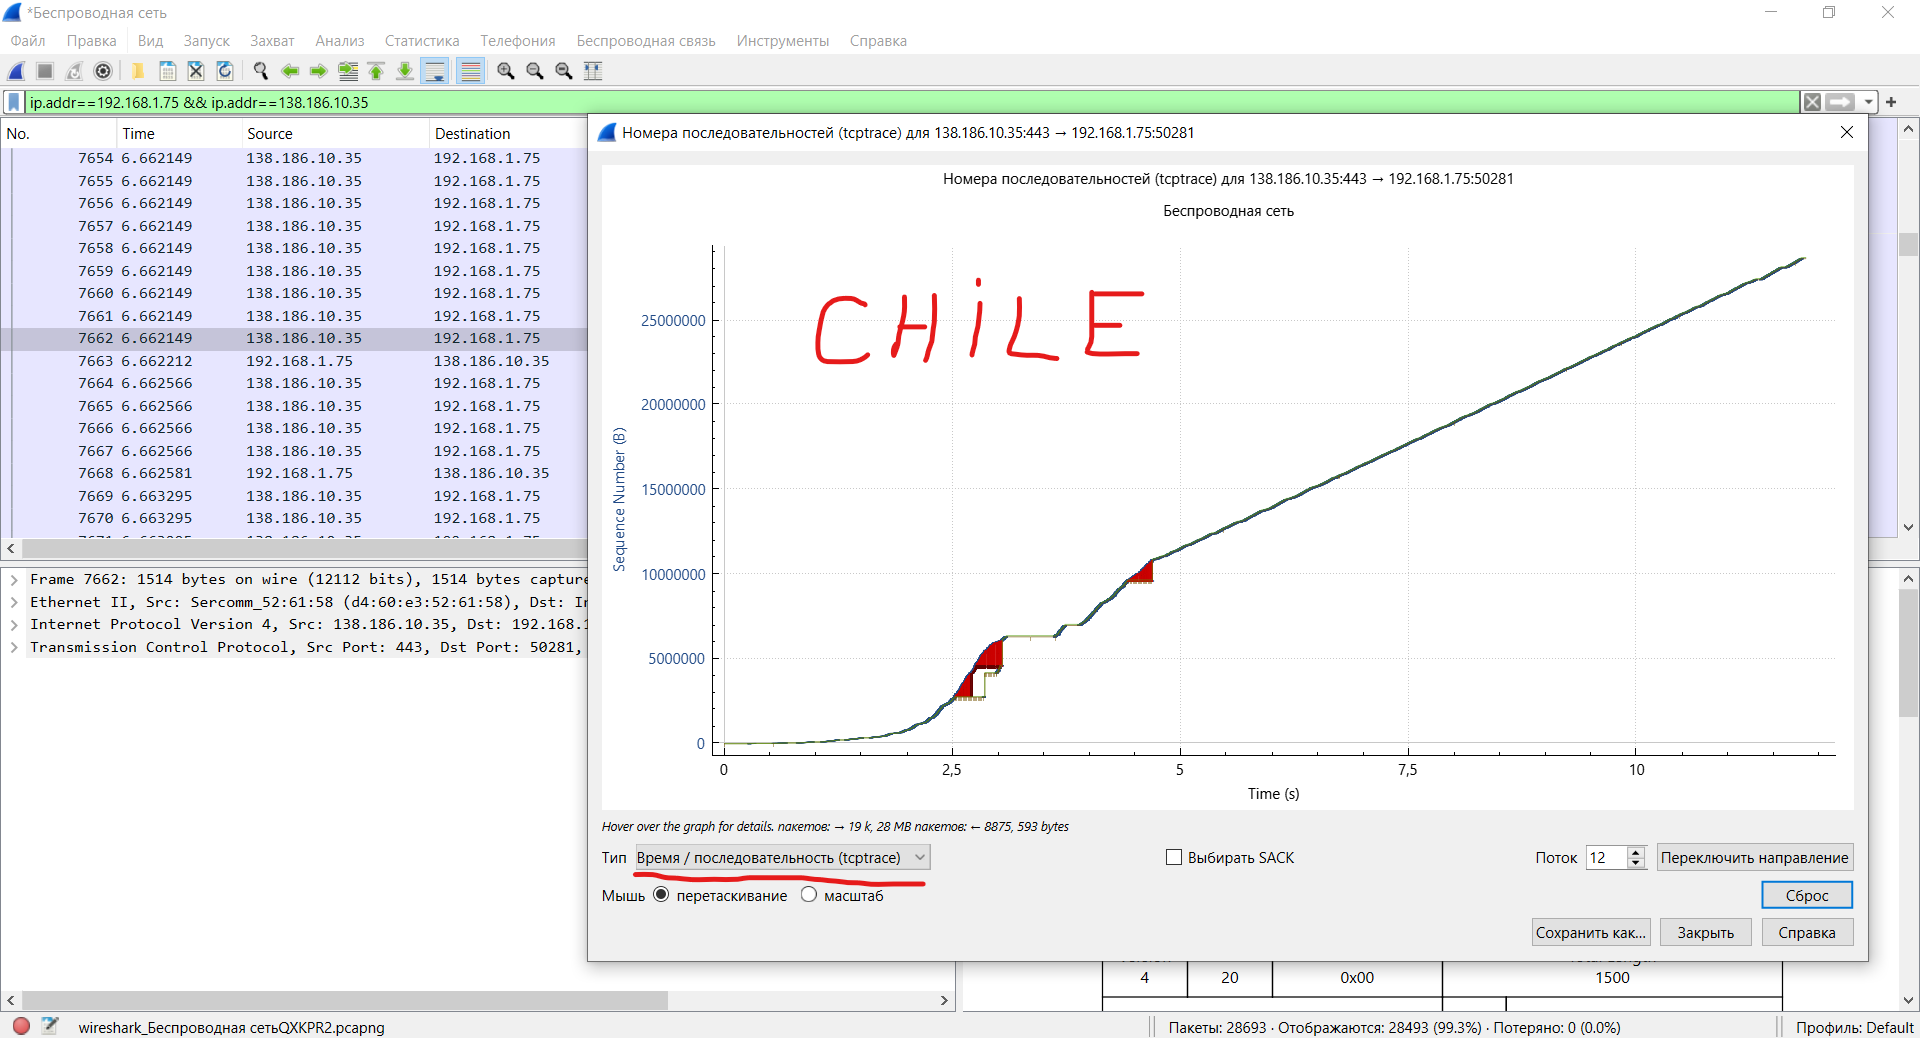 *Беспроводная сеть
Файл Правка Вид Запуск Захват Анализ Статистика Телефония Беспроводная связь Инструменты Справка
ip.addr==192.168.1.75 && ip.addr==138.186.10.35
No. Time Source Destination
7654 6.662149 138.186.10.35 192.168.1.75
7655 6.662149 138.186.10.35 192.168.1.75
7656 6.662149 138.186.10.35 192.168.1.75
7657 6.662149 138.186.10.35 192.168.1.75
7658 6.662149 138.186.10.35 192.168.1.75
7659 6.662149 138.186.10.35 192.168.1.75
7660 6.662149 138.186.10.35 192.168.1.75
7661 6.662149 138.186.10.35 192.168.1.75
7662 6.662149 138.186.10.35 192.168.1.75
7663 6.662212 192.168.1.75 138.186.10.35
7664 6.662566 138.186.10.35 192.168.1.75
7665 6.662566 138.186.10.35 192.168.1.75
7666 6.662566 138.186.10.35 192.168.1.75
7667 6.662566 138.186.10.35 192.168.1.75
7668 6.662581 192.168.1.75 138.186.10.35
7669 6.663295 138.186.10.35 192.168.1.75
7670 6.663295 138.186.10.35 192.168.1.75
Frame 7662: 1514 bytes on wire (12112 bits), 1514 bytes capture
Ethernet II, Src: Sercomm_52:61:58 (d4:60:e3:52:61:58), Dst: In
Internet Protocol Version 4, Src: 138.186.10.35, Dst: 192.168.1
Transmission Control Protocol, Src Port: 443, Dst Port: 50281,
Номера последовательностей (tcptrace) для 138.186.10.35:443 → 192.168.1.75:50281
Номера последовательностей (tcptrace) для 138.186.10.35:443 → 192.168.1.75:50281
Беспроводная сеть
CHiLE
Sequence Number (B)
25000000
20000000
15000000
10000000
5000000
0
0 2,5 5 7,5 10
Time (s)
Hover over the graph for details. пакетов: → 19 k, 28 MB пакетов: ← 8875, 593 bytes
Тип Время / последовательность (tcptrace) Выбирать SACK Поток 12 Переключить направление
Мышь перетаскивание масштаб Сброс
Сохранить как... Закрыть Справка
4 20 0x00 1500
wireshark_Беспроводная сетьQXKPR2.pcapng Пакеты: 28693 · Отображаются: 28493 (99.3%) · Потеряно: 0 (0.0%) Профиль: Default